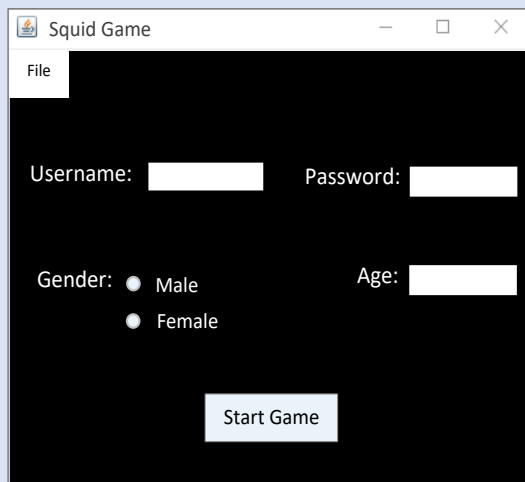 Squid Game
File
Username:
Password:
Gender:
Male
Age:
Female
Start Game